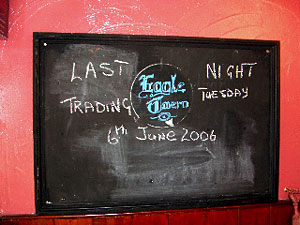 LAST NIGHT
Eagle
TRADING TUESDAY
Tavern
6th JUNE 2006